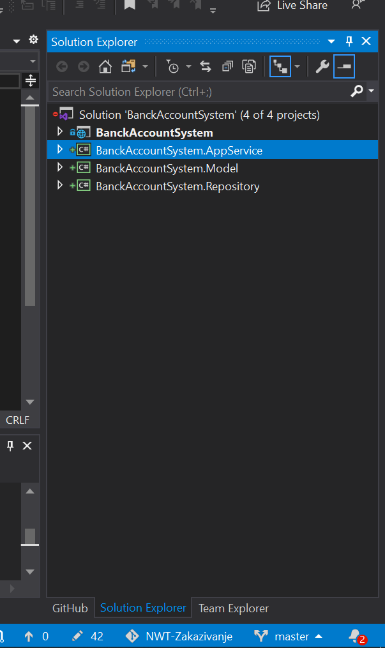 Live Share
Solution Explorer
Search Solution Explorer (Ctrl+;)
Solution 'BanckAccountSystem' (4 of 4 projects)
BanckAccountSystem
C# BanckAccountSystem.AppService
C# BanckAccountSystem.Model
C# BanckAccountSystem.Repository
CRLF
GitHub Solution Explorer Team Explorer
0 42 NWT-Zakazivanje master 2